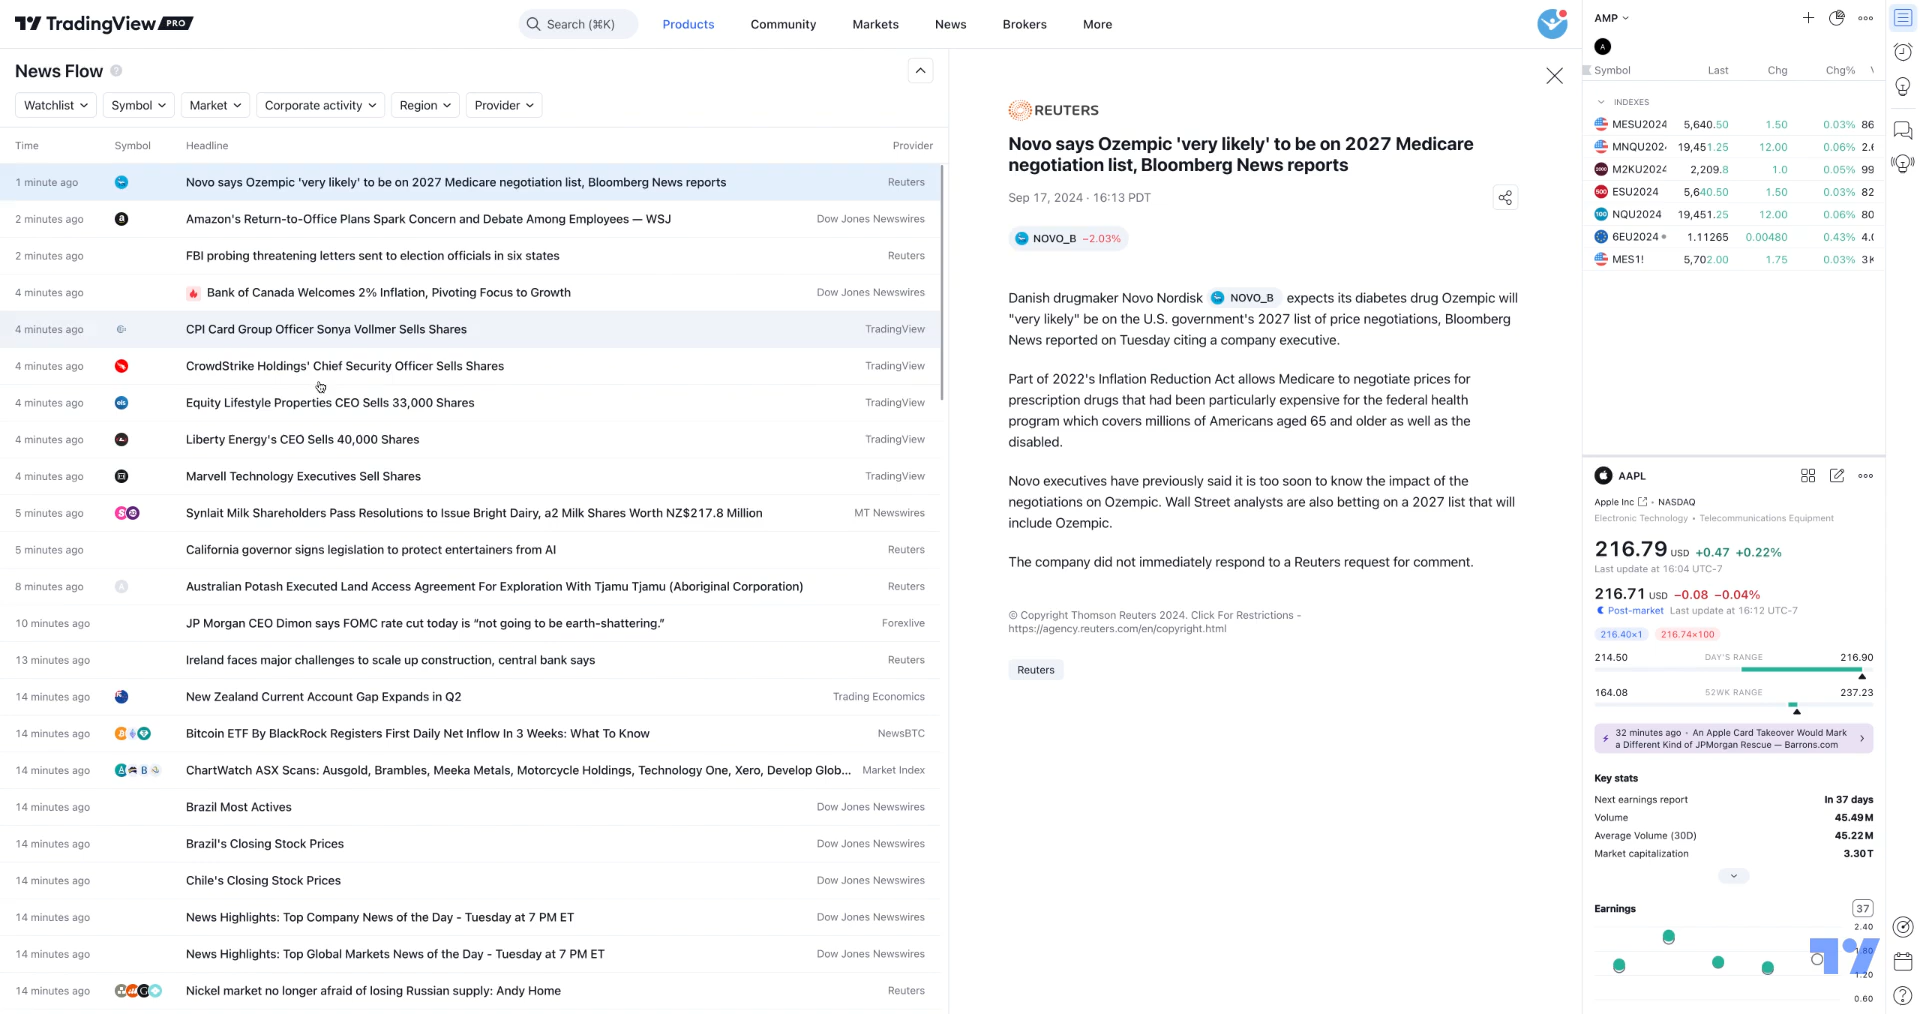 TradingView PRO
Search (⌘K)
Products
Community
Markets
News
Brokers
More
News Flow
Watchlist
Symbol
Market
Corporate activity
Region
Provider
Time Symbol Headline Provider
1 minute ago Novo says Ozempic 'very likely' to be on 2027 Medicare negotiation list, Bloomberg News reports Reuters
2 minutes ago Amazon's Return-to-Office Plans Spark Concern and Debate Among Employees — WSJ Dow Jones Newswires
2 minutes ago FBI probing threatening letters sent to election officials in six states Reuters
4 minutes ago Bank of Canada Welcomes 2% Inflation, Pivoting Focus to Growth Dow Jones Newswires
4 minutes ago CPI Card Group Officer Sonya Vollmer Sells Shares TradingView
4 minutes ago CrowdStrike Holdings' Chief Security Officer Sells Shares TradingView
4 minutes ago Equity Lifestyle Properties CEO Sells 33,000 Shares TradingView
4 minutes ago Liberty Energy's CEO Sells 40,000 Shares TradingView
4 minutes ago Marvell Technology Executives Sell Shares TradingView
5 minutes ago Synlait Milk Shareholders Pass Resolutions to Issue Bright Dairy, a2 Milk Shares Worth NZ$217.8 Million MT Newswires
5 minutes ago California governor signs legislation to protect entertainers from AI Reuters
8 minutes ago Australian Potash Executed Land Access Agreement For Exploration With Tjamu Tjamu (Aboriginal Corporation) Reuters
10 minutes ago JP Morgan CEO Dimon says FOMC rate cut today is “not going to be earth-shattering.” Forexlive
13 minutes ago Ireland faces major challenges to scale up construction, central bank says Reuters
14 minutes ago New Zealand Current Account Gap Expands in Q2 Trading Economics
14 minutes ago Bitcoin ETF By BlackRock Registers First Daily Net Inflow In 3 Weeks: What To Know NewsBTC
14 minutes ago ChartWatch ASX Scans: Ausgold, Brambles, Meeka Metals, Motorcycle Holdings, Technology One, Xero, Develop Glob... Market Index
14 minutes ago Brazil Most Actives Dow Jones Newswires
14 minutes ago Brazil's Closing Stock Prices Dow Jones Newswires
14 minutes ago Chile's Closing Stock Prices Dow Jones Newswires
14 minutes ago News Highlights: Top Company News of the Day - Tuesday at 7 PM ET Dow Jones Newswires
14 minutes ago News Highlights: Top Global Markets News of the Day - Tuesday at 7 PM ET Dow Jones Newswires
14 minutes ago Nickel market no longer afraid of losing Russian supply: Andy Home Reuters
REUTERS
Novo says Ozempic 'very likely' to be on 2027 Medicare
negotiation list, Bloomberg News reports
Sep 17, 2024 · 16:13 PDT
NOVO_B −2.03%
Danish drugmaker Novo Nordisk NOVO_B expects its diabetes drug Ozempic will
"very likely" be on the U.S. government's 2027 list of price negotiations, Bloomberg
News reported on Tuesday citing a company executive.
Part of 2022's Inflation Reduction Act allows Medicare to negotiate prices for
prescription drugs that had been particularly expensive for the federal health
program which covers millions of Americans aged 65 and older as well as the
disabled.
Novo executives have previously said it is too soon to know the impact of the
negotiations on Ozempic. Wall Street analysts are also betting on a 2027 list that will
include Ozempic.
The company did not immediately respond to a Reuters request for comment.
© Copyright Thomson Reuters 2024. Click For Restrictions -
https://agency.reuters.com/en/copyright.html
Reuters
AMP
A
Symbol Last Chg Chg%
INDEXES
MESU2024 5,640.50 1.50 0.03% 86
MNQU202 19,451.25 12.00 0.06% 2.6
M2KU2024 2,209.8 1.0 0.05% 99
ESU2024 5,640.50 1.50 0.03% 82
NQU2024 19,451.25 12.00 0.06% 80
6EU2024 1.11265 0.00480 0.43% 4.0
MES1! 5,702.00 1.75 0.03% 3K
AAPL
Apple Inc · NASDAQ
Electronic Technology • Telecommunications Equipment
216.79 USD +0.47 +0.22%
Last update at 16:04 UTC-7
216.71 USD −0.08 −0.04%
Post-market Last update at 16:12 UTC-7
216.40×1 216.74×100
214.50 DAY'S RANGE 216.90
164.08 52WK RANGE 237.23
32 minutes ago · An Apple Card Takeover Would Mark
a Different Kind of JPMorgan Rescue — Barrons.com
Key stats
Next earnings report In 37 days
Volume 45.49M
Average Volume (30D) 45.22M
Market capitalization 3.30T
Earnings 37
2.40
1.80
1.20
0.60